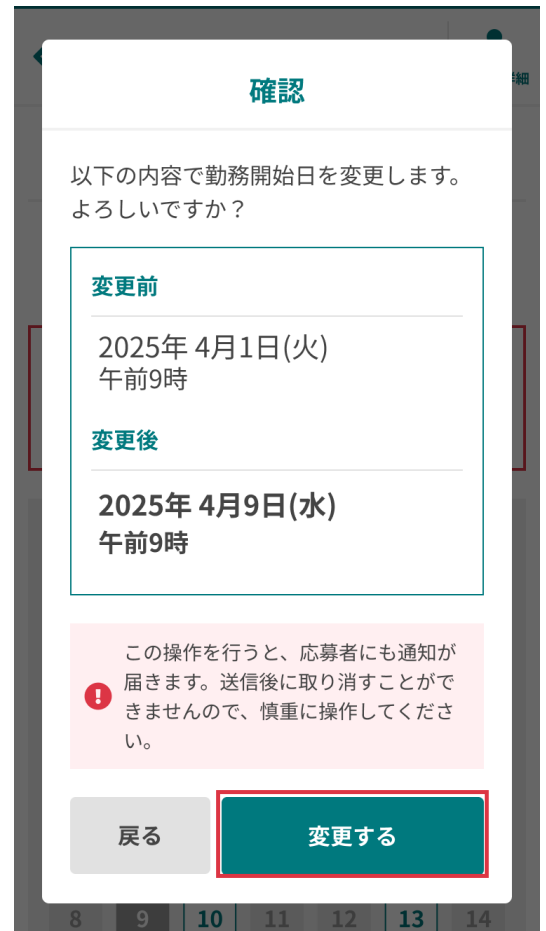 詳細
確認
以下の内容で勤務開始日を変更します。
よろしいですか？
変更前
2025年 4月1日(火)
午前9時
変更後
2025年 4月9日(水)
午前9時
この操作を行うと、応募者にも通知が
届きます。送信後に取り消すことがで
きませんので、慎重に操作してくださ
い。
戻る 変更する
8 9 10 11 12 13 14